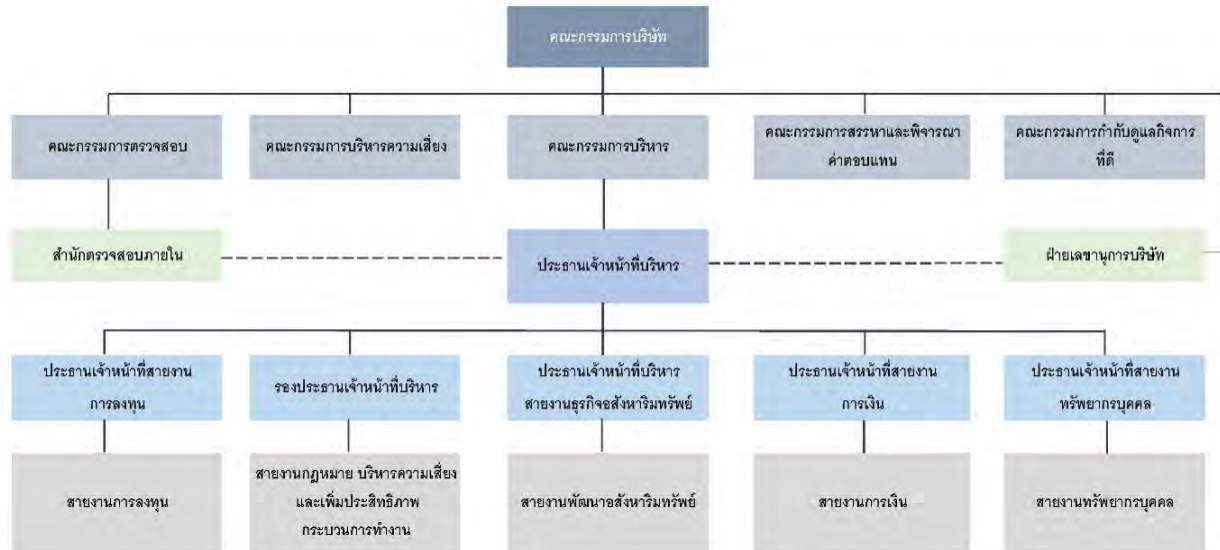 คณะกรรมการบริษัท
คณะกรรมการตรวจสอบ
คณะกรรมการบริหารความเสี่ยง
คณะกรรมการบริหาร
คณะกรรมการสรรหาและพิจารณา
ค่าตอบแทน
คณะกรรมการกำกับดูแลกิจการ
ที่ดี
สำนักตรวจสอบภายใน
ประธานเจ้าหน้าที่บริหาร
ฝ่ายเลขานุการบริษัท
ประธานเจ้าหน้าที่สายงาน
การลงทุน
รองประธานเจ้าหน้าที่บริหาร
ประธานเจ้าหน้าที่บริหาร
สายงานธุรกิจอสังหาริมทรัพย์
ประธานเจ้าหน้าที่สายงาน
การเงิน
ประธานเจ้าหน้าที่สายงาน
ทรัพยากรบุคคล
สายงานการลงทุน
สายงานกฎหมาย บริหารความเสี่ยง
และเพิ่มประสิทธิภาพ
กระบวนการทำงาน
สายงานพัฒนาอสังหาริมทรัพย์
สายงานการเงิน
สายงานทรัพยากรบุคคล